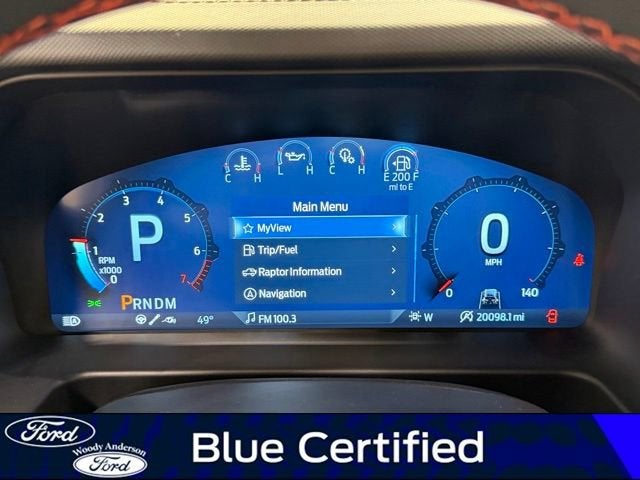 C H
L H
C H
E 200 F
mi to E
Main Menu
MyView
Trip/Fuel
Raptor Information
Navigation
P
0 1 2 3 4 5 6 7
RPM
x1000
PRNDM
0
MPH
0 140
49°
FM 100.3
W
20098.1 mi
Ford
Woody Anderson
Ford
Blue Certified